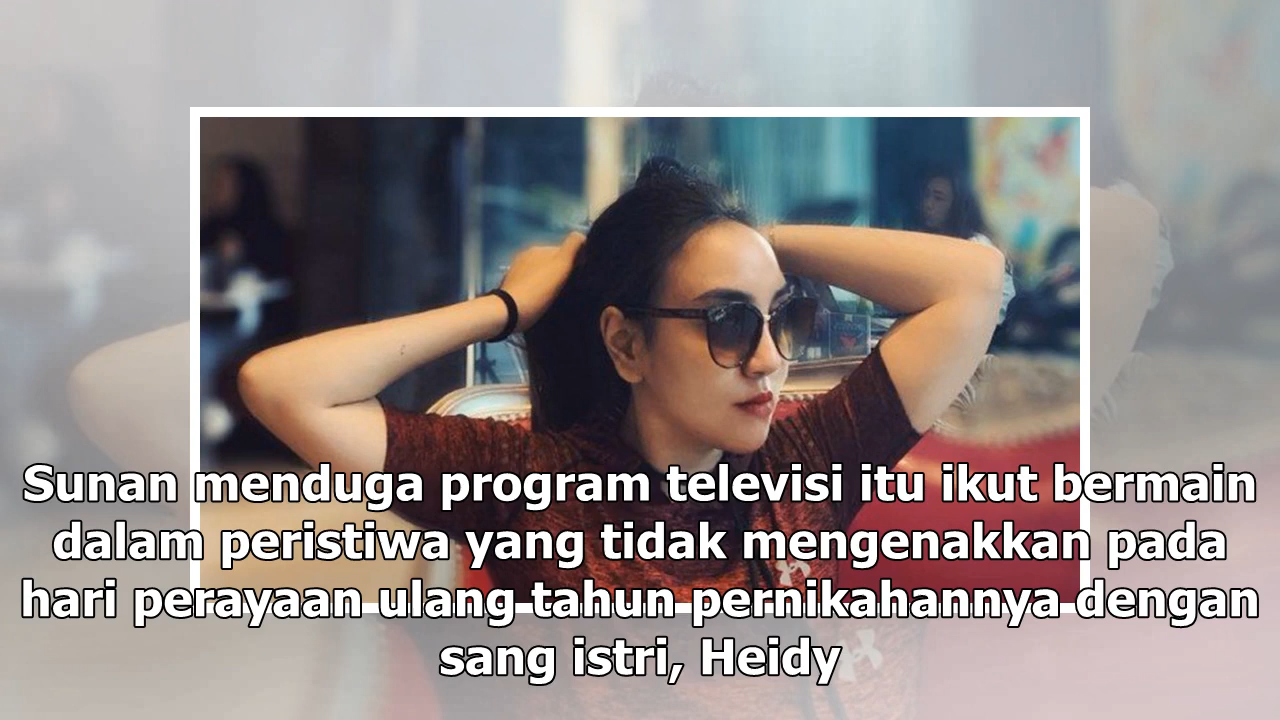 Sunan menduga program televisi itu ikut bermain
dalam peristiwa yang tidak mengenakkan pada
hari perayaan ulang tahun pernikahannya dengan
sang istri, Heidy